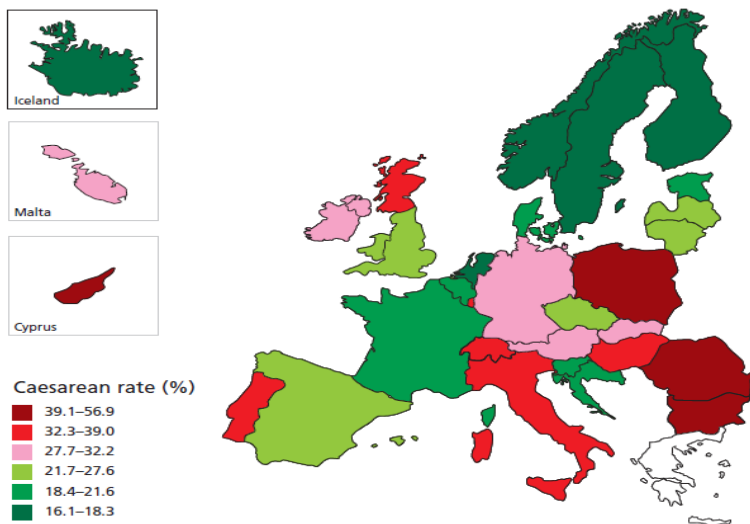 Iceland
Malta
Cyprus
Caesarean rate (%)
39.1–56.9
32.3–39.0
27.7–32.2
21.7–27.6
18.4–21.6
16.1–18.3